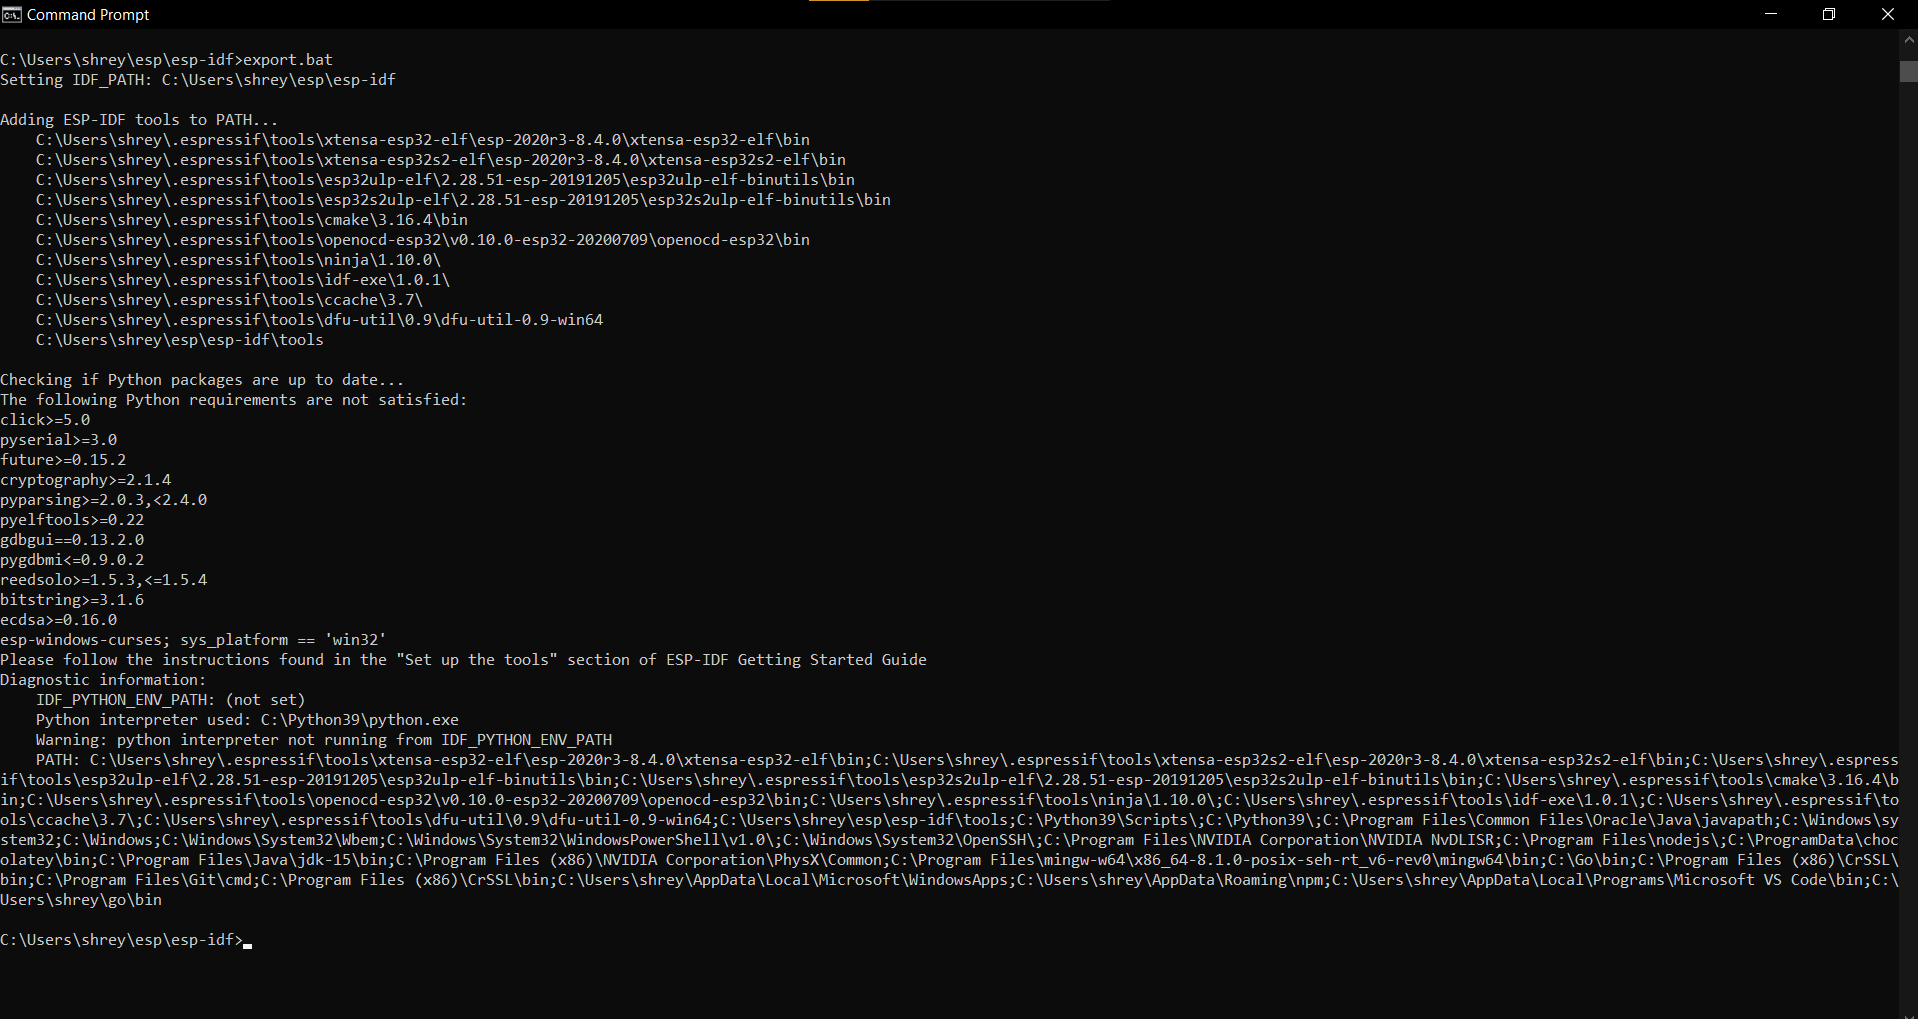 Command Prompt
C:\Users\shrey\esp\esp-idf>export.bat
Setting IDF_PATH: C:\Users\shrey\esp\esp-idf
Adding ESP-IDF tools to PATH...
    C:\Users\shrey\.espressif\tools\xtensa-esp32-elf\esp-2020r3-8.4.0\xtensa-esp32-elf\bin
    C:\Users\shrey\.espressif\tools\xtensa-esp32s2-elf\esp-2020r3-8.4.0\xtensa-esp32s2-elf\bin
    C:\Users\shrey\.espressif\tools\esp32ulp-elf\2.28.51-esp-20191205\esp32ulp-elf-binutils\bin
    C:\Users\shrey\.espressif\tools\esp32s2ulp-elf\2.28.51-esp-20191205\esp32s2ulp-elf-binutils\bin
    C:\Users\shrey\.espressif\tools\cmake\3.16.4\bin
    C:\Users\shrey\.espressif\tools\openocd-esp32\v0.10.0-esp32-20200709\openocd-esp32\bin
    C:\Users\shrey\.espressif\tools\ninja\1.10.0\
    C:\Users\shrey\.espressif\tools\idf-exe\1.0.1\
    C:\Users\shrey\.espressif\tools\ccache\3.7\
    C:\Users\shrey\.espressif\tools\dfu-util\0.9\dfu-util-0.9-win64
    C:\Users\shrey\esp\esp-idf\tools
Checking if Python packages are up to date...
The following Python requirements are not satisfied:
click>=5.0
pyserial>=3.0
future>=0.15.2
cryptography>=2.1.4
pyparsing>=2.0.3,<2.4.0
pyelftools>=0.22
gdbgui==0.13.2.0
pygdbmi<=0.9.0.2
reedsolo>=1.5.3,<=1.5.4
bitstring>=3.1.6
ecdsa>=0.16.0
esp-windows-curses; sys_platform == 'win32'
Please follow the instructions found in the "Set up the tools" section of ESP-IDF Getting Started Guide
Diagnostic information:
    IDF_PYTHON_ENV_PATH: (not set)
    Python interpreter used: C:\Python39\python.exe
    Warning: python interpreter not running from IDF_PYTHON_ENV_PATH
    PATH: C:\Users\shrey\.espressif\tools\xtensa-esp32-elf\esp-2020r3-8.4.0\xtensa-esp32-elf\bin;C:\Users\shrey\.espressif\tools\xtensa-esp32s2-elf\esp-2020r3-8.4.0\xtensa-esp32s2-elf\bin;C:\Users\shrey\.espress
if\tools\esp32ulp-elf\2.28.51-esp-20191205\esp32ulp-elf-binutils\bin;C:\Users\shrey\.espressif\tools\esp32s2ulp-elf\2.28.51-esp-20191205\esp32s2ulp-elf-binutils\bin;C:\Users\shrey\.espressif\tools\cmake\3.16.4\b
in;C:\Users\shrey\.espressif\tools\openocd-esp32\v0.10.0-esp32-20200709\openocd-esp32\bin;C:\Users\shrey\.espressif\tools\ninja\1.10.0\;C:\Users\shrey\.espressif\tools\idf-exe\1.0.1\;C:\Users\shrey\.espressif\to
ols\ccache\3.7\;C:\Users\shrey\.espressif\tools\dfu-util\0.9\dfu-util-0.9-win64;C:\Users\shrey\esp\esp-idf\tools;C:\Python39\Scripts\;C:\Python39\;C:\Program Files\Common Files\Oracle\Java\javapath;C:\Windows\sy
stem32;C:\Windows;C:\Windows\System32\Wbem;C:\Windows\System32\WindowsPowerShell\v1.0\;C:\Windows\System32\OpenSSH\;C:\Program Files\NVIDIA Corporation\NVIDIA NvDLISR;C:\Program Files\nodejs\;C:\ProgramData\choc
olatey\bin;C:\Program Files\Java\jdk-15\bin;C:\Program Files (x86)\NVIDIA Corporation\PhysX\Common;C:\Program Files\mingw-w64\x86_64-8.1.0-posix-seh-rt_v6-rev0\mingw64\bin;C:\Go\bin;C:\Program Files (x86)\CrSSL\
bin;C:\Program Files\Git\cmd;C:\Program Files (x86)\CrSSL\bin;C:\Users\shrey\AppData\Local\Microsoft\WindowsApps;C:\Users\shrey\AppData\Roaming\npm;C:\Users\shrey\AppData\Local\Programs\Microsoft VS Code\bin;C:\
Users\shrey\go\bin
C:\Users\shrey\esp\esp-idf>